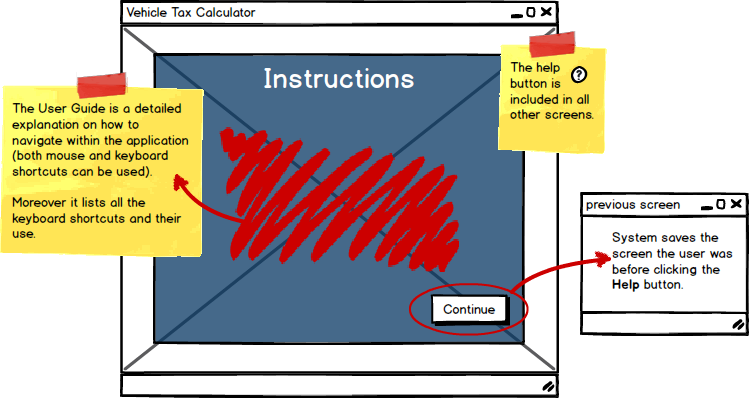 Vehicle Tax Calculator
Instructions
The help
button is
included in all
other screens.
?
The User Guide is a detailed
explanation on how to
navigate within the application
(both mouse and keyboard
shortcuts can be used).
Moreover it lists all the
keyboard shortcuts and their
use.
previous screen
System saves the
screen the user was
before clicking the
Help button.
Continue